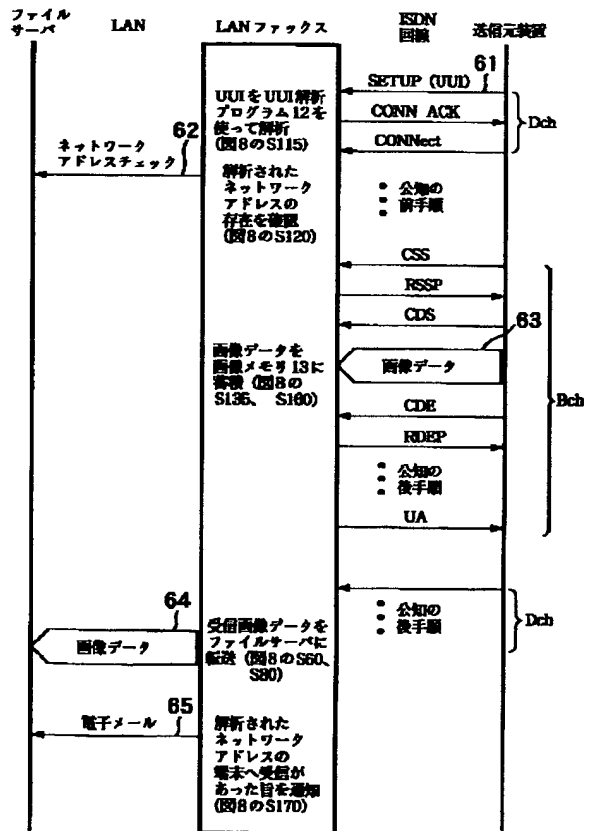 ファイル
サーバ
LAN
LANファックス
ISDN
回線
送信元装置
61
SETUP (UUI)
UUIをUUI解析
プログラム12を
使って解析
(図8のS115)
CONN ACK
CONNect
Dch
62
ネットワーク
アドレスチェック
解析された
ネットワーク
アドレスの
存在を確認
(図8のS120)
公知の
前手順
CSS
RSSP
CDS
63
画像データを
画像メモリ13に
蓄積 (図8の
S135、 S160)
画像データ
CDE
RDEP
Bch
公知の
後手順
UA
64
画像データ
受信画像データを
ファイルサーバに
転送 (図8のS60、
S80)
公知の
後手順
Dch
65
電子メール
解析された
ネットワーク
アドレスの
端末へ受信が
あった旨を通知
(図8のS170)